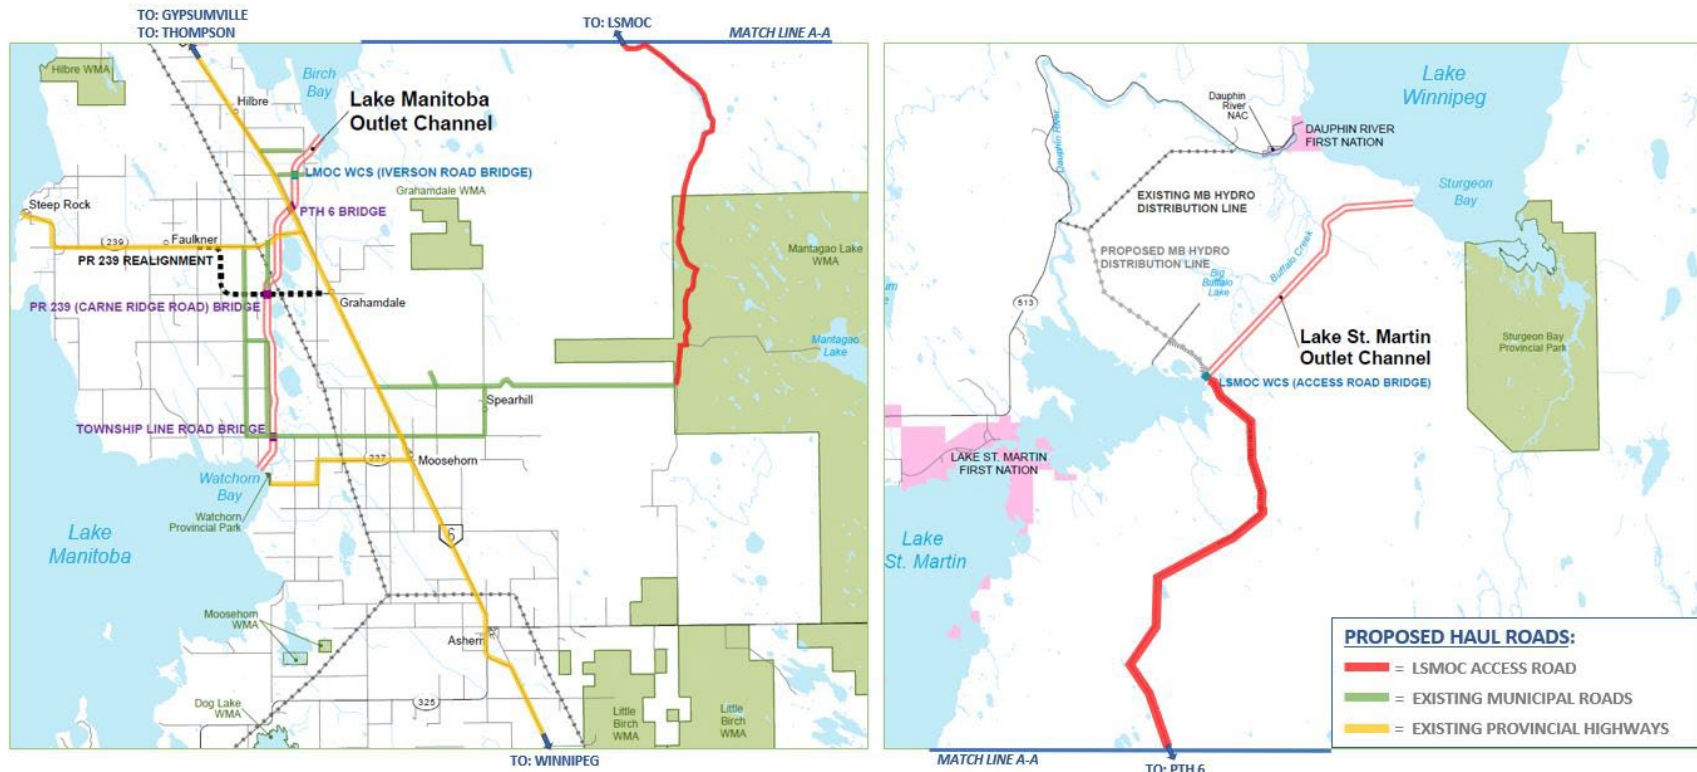 TO: GYPSUMVILLE
TO: THOMPSON
TO: LSMOC
MATCH LINE A-A
Hilbre WMA
Birch
Bay
Hilbre
Lake Manitoba
Outlet Channel
LMOC WCS (IVERSON ROAD BRIDGE)
Grahamdale WMA
Steep Rock
PTH 6 BRIDGE
239
Faulkner
PR 239 REALIGNMENT
Mantagao Lake
WMA
PR 239 (CARNE RIDGE ROAD) BRIDGE
Grahamdale
Mantagao
Lake
Spearhill
TOWNSHIP LINE ROAD BRIDGE
237
Moosehorn
Watchorn
Bay
Watchorn
Provincial Park
Lake
Manitoba
6
Moosehorn
WMA
Ashern
Dog Lake
WMA
325
Little
Birch
WMA
Little
Birch
WMA
TO: WINNIPEG
Lake
Winnipeg
Dauphin
River
NAC
DAUPHIN RIVER
FIRST NATION
Dauphin River
Sturgeon
Bay
EXISTING MB HYDRO
DISTRIBUTION LINE
PROPOSED MB HYDRO
DISTRIBUTION LINE
Big
Buffalo
Lake
Buffalo Creek
513
Lake St. Martin
Outlet Channel
Sturgeon Bay
Provincial Park
LSMOC WCS (ACCESS ROAD BRIDGE)
LAKE ST. MARTIN
FIRST NATION
Lake
St. Martin
PROPOSED HAUL ROADS:
= LSMOC ACCESS ROAD
= EXISTING MUNICIPAL ROADS
= EXISTING PROVINCIAL HIGHWAYS
MATCH LINE A-A
TO: PTH 6